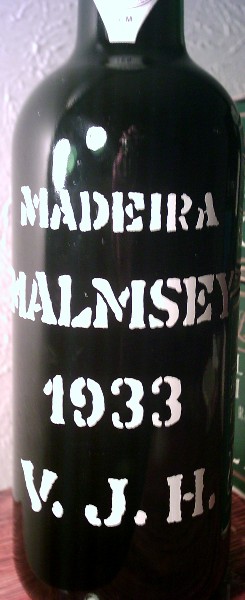 MADEIRA
MALMSEY
1933
V. J. H.